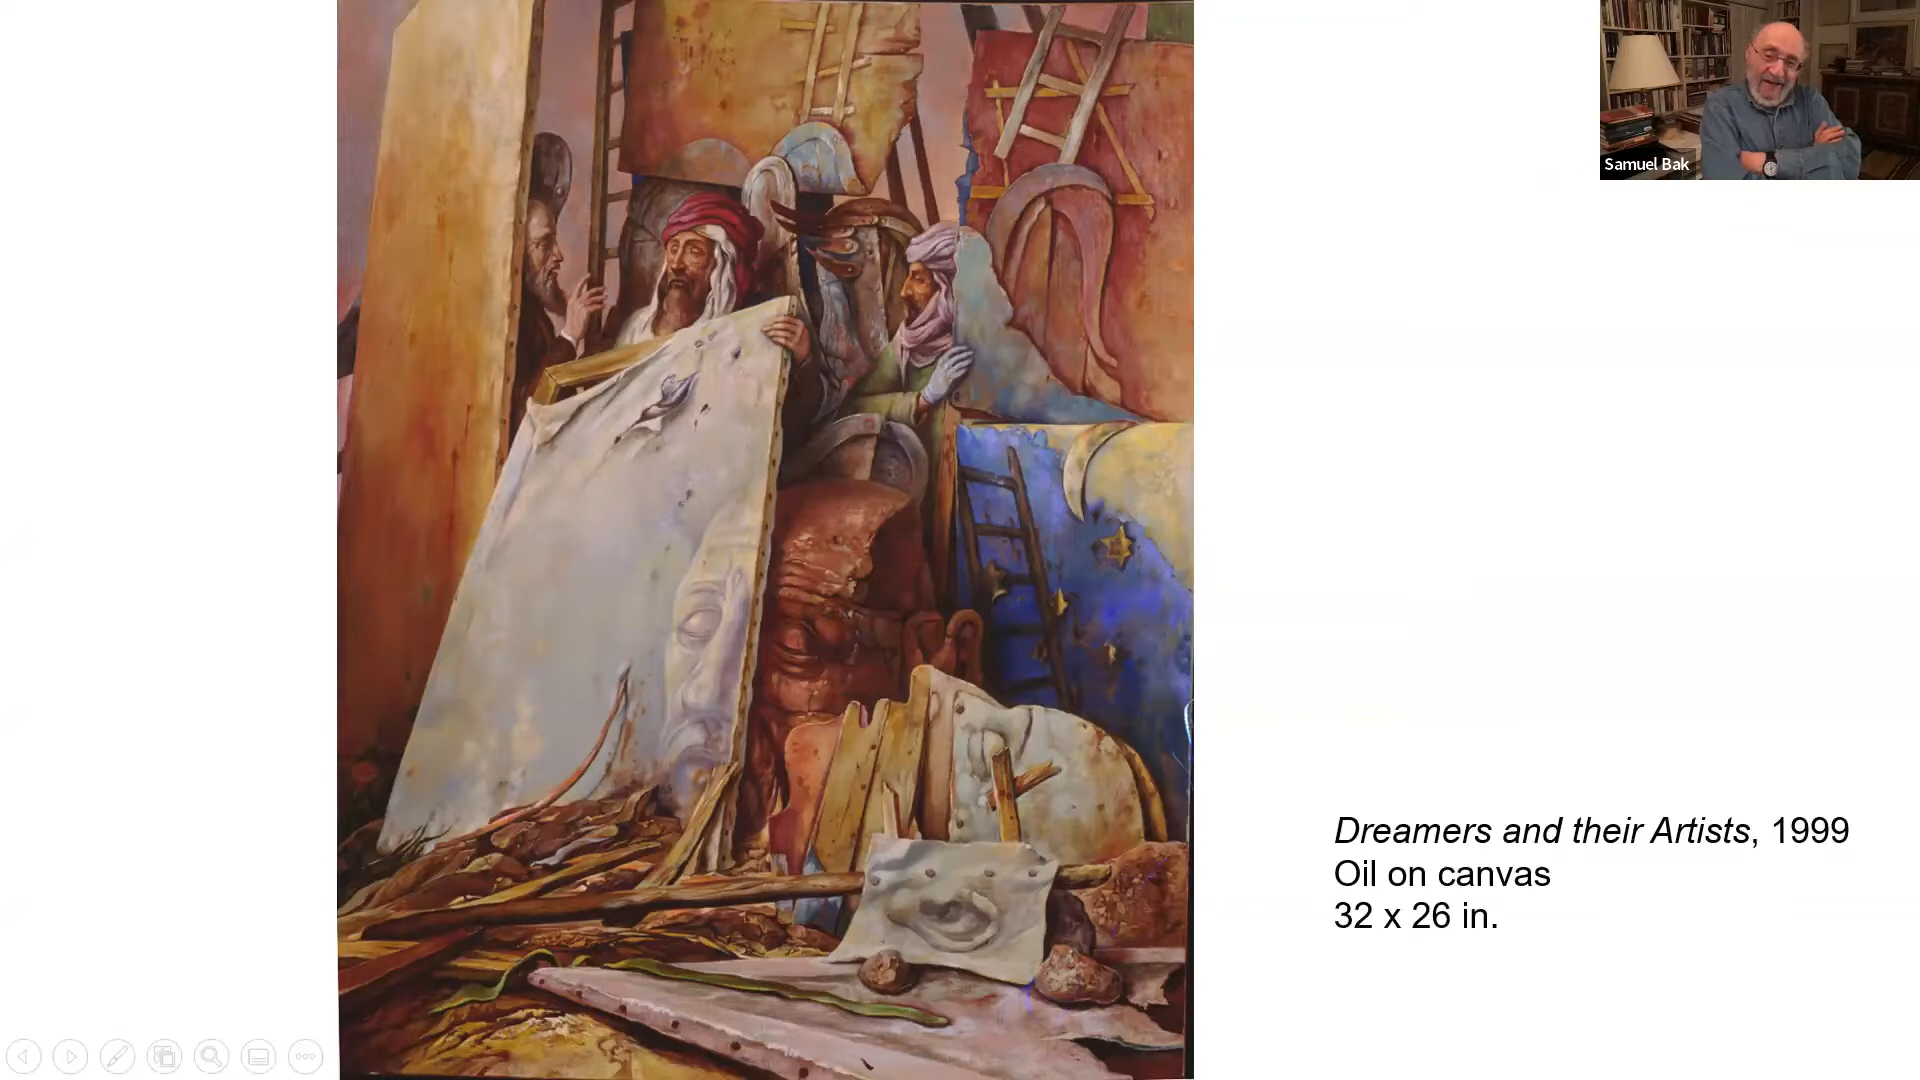 Samuel Bak
Dreamers and their Artists, 1999
Oil on canvas
32 x 26 in.